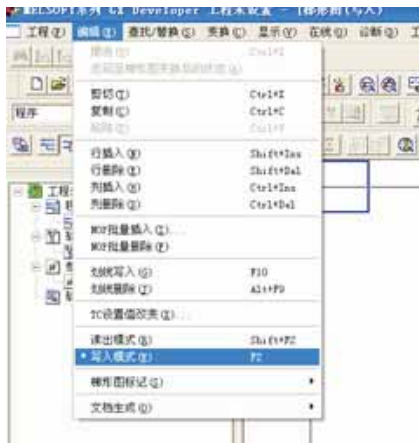 MELSOFT系列 GX Developer 工程未设置 - [梯形图(写入)
工程(F) 编辑(E) 查找/替换(S) 变换(C) 显示(V) 在线(O) 诊断(D) 工
Ctrl+Z
剪切(T) Ctrl+X
复制(C) Ctrl+C
粘贴(P) Ctrl+V
程序
行插入(N) Shift+Ins
行删除(E) Shift+Del
列插入(M) Ctrl+Ins
列删除(B) Ctrl+Del
NOP批量插入(L)...
NOP批量删除(F)
划线写入(G) F10
划线删除(J) Alt+F9
TC设置值改变(X)...
读出模式(R) Shift+F2
写入模式(W) F2
梯形图标记(G)
文档生成(O)
工程